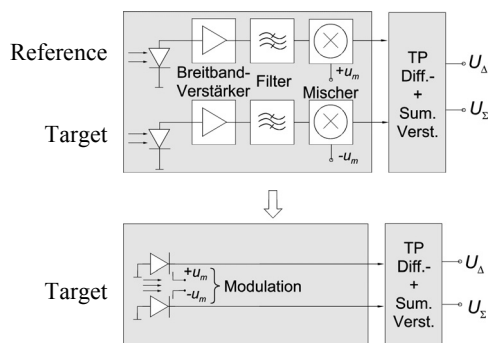 Reference
Breitband-
Verstärker
Filter
Mischer
+u_m
Target
-u_m
TP
Diff.-
+
Sum.
Verst.
U_Δ
U_Σ
Target
+u_m
-u_m
Modulation
TP
Diff.-
+
Sum.
Verst.
U_Δ
U_Σ